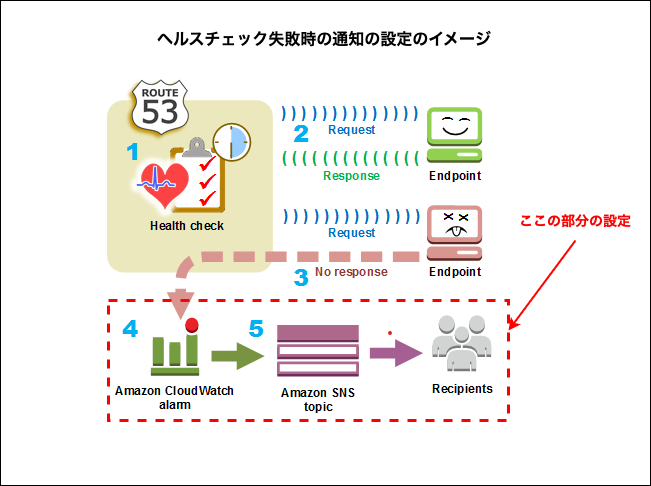 ヘルスチェック失敗時の通知の設定のイメージ
ROUTE
53
1
2
Request
Response
Endpoint
Health check
Request
ここの部分の設定
3
No response
Endpoint
4
5
Amazon CloudWatch
alarm
Amazon SNS
topic
Recipients